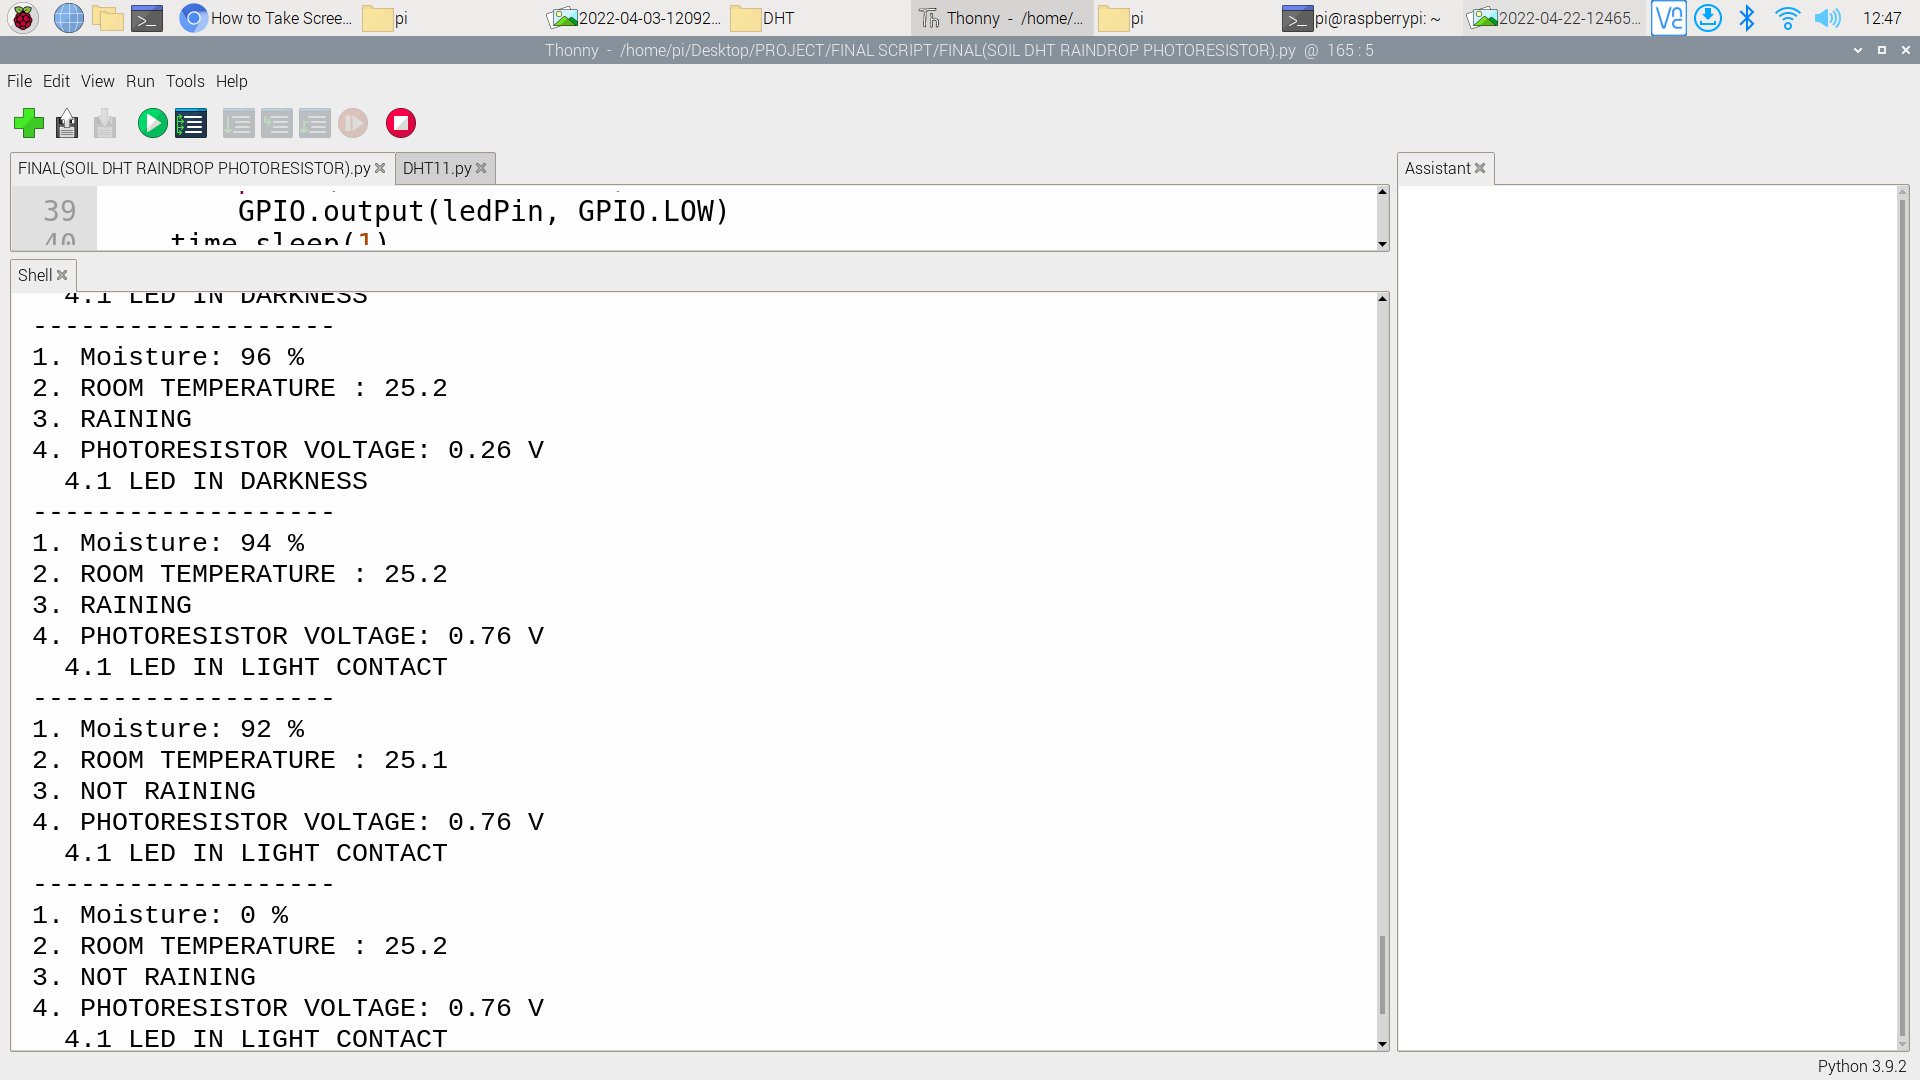 How to Take Scree...
pi
2022-04-03-12092...
DHT
Thonny - /home/...
pi
pi@raspberrypi: ~
2022-04-22-12465...
12:47
Thonny - /home/pi/Desktop/PROJECT/FINAL SCRIPT/FINAL(SOIL DHT RAINDROP PHOTORESISTOR).py @ 165 : 5
File Edit View Run Tools Help
FINAL(SOIL DHT RAINDROP PHOTORESISTOR).py
DHT11.py
Assistant
39 GPIO.output(ledPin, GPIO.LOW)
40 time.sleep(1)
Shell
4.1 LED IN DARKNESS
-------------------
1. Moisture: 96 %
2. ROOM TEMPERATURE : 25.2
3. RAINING
4. PHOTORESISTOR VOLTAGE: 0.26 V
4.1 LED IN DARKNESS
-------------------
1. Moisture: 94 %
2. ROOM TEMPERATURE : 25.2
3. RAINING
4. PHOTORESISTOR VOLTAGE: 0.76 V
4.1 LED IN LIGHT CONTACT
-------------------
1. Moisture: 92 %
2. ROOM TEMPERATURE : 25.1
3. NOT RAINING
4. PHOTORESISTOR VOLTAGE: 0.76 V
4.1 LED IN LIGHT CONTACT
-------------------
1. Moisture: 0 %
2. ROOM TEMPERATURE : 25.2
3. NOT RAINING
4. PHOTORESISTOR VOLTAGE: 0.76 V
4.1 LED IN LIGHT CONTACT
Python 3.9.2